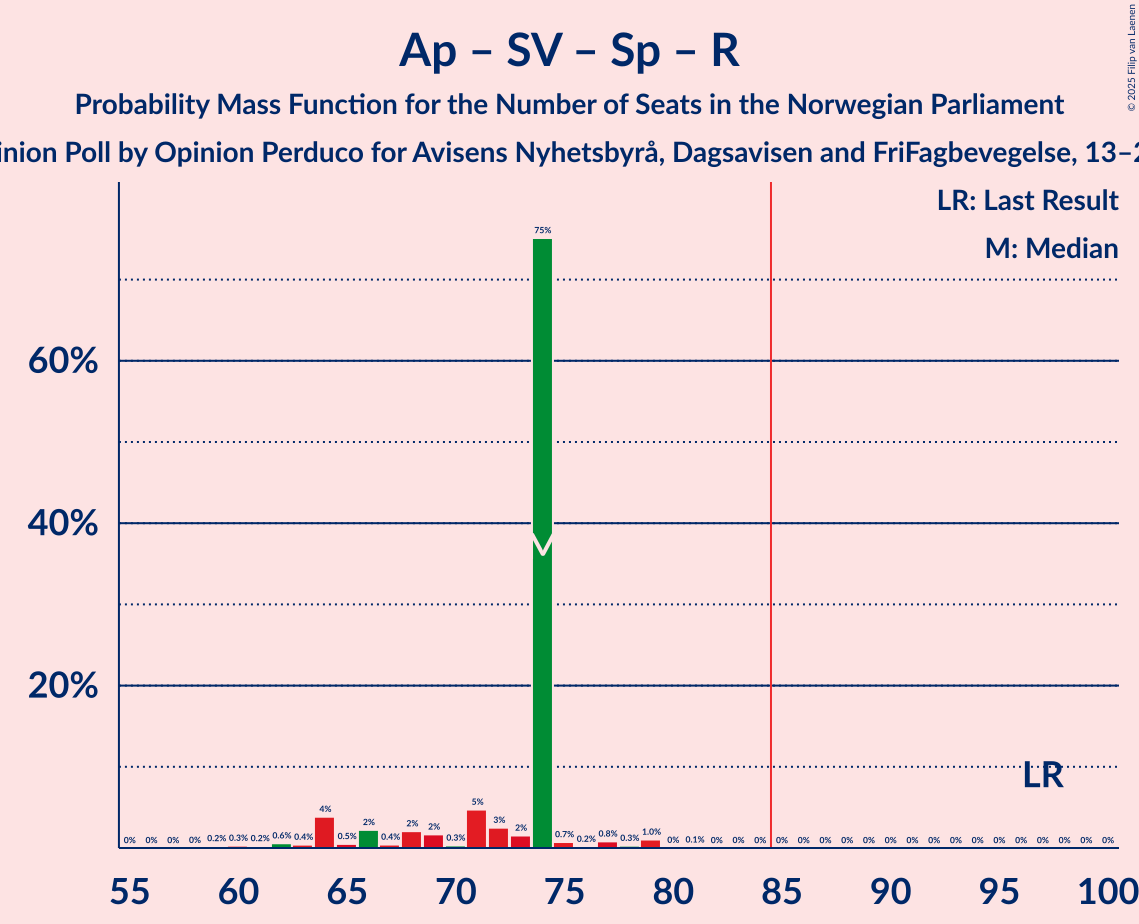 Ap – SV – Sp – R
Probability Mass Function for the Number of Seats in the Norwegian Parliament
inion Poll by Opinion Perduco for Avisens Nyhetsbyrå, Dagsavisen and FriFagbevegelse, 13–2
© 2025 Filip van Laenen
LR: Last Result
M: Median
75%
60%
40%
20%
LR
0% 0% 0% 0% 0.2% 0.3% 0.2% 0.6% 0.4% 4% 0.5% 2% 0.4% 2% 2% 0.3% 5% 3% 2% 0.7% 0.2% 0.8% 0.3% 1.0% 0% 0.1% 0% 0% 0% 0% 0% 0% 0% 0% 0% 0% 0% 0% 0% 0% 0% 0% 0% 0% 0%
55 60 65 70 75 80 85 90 95 100